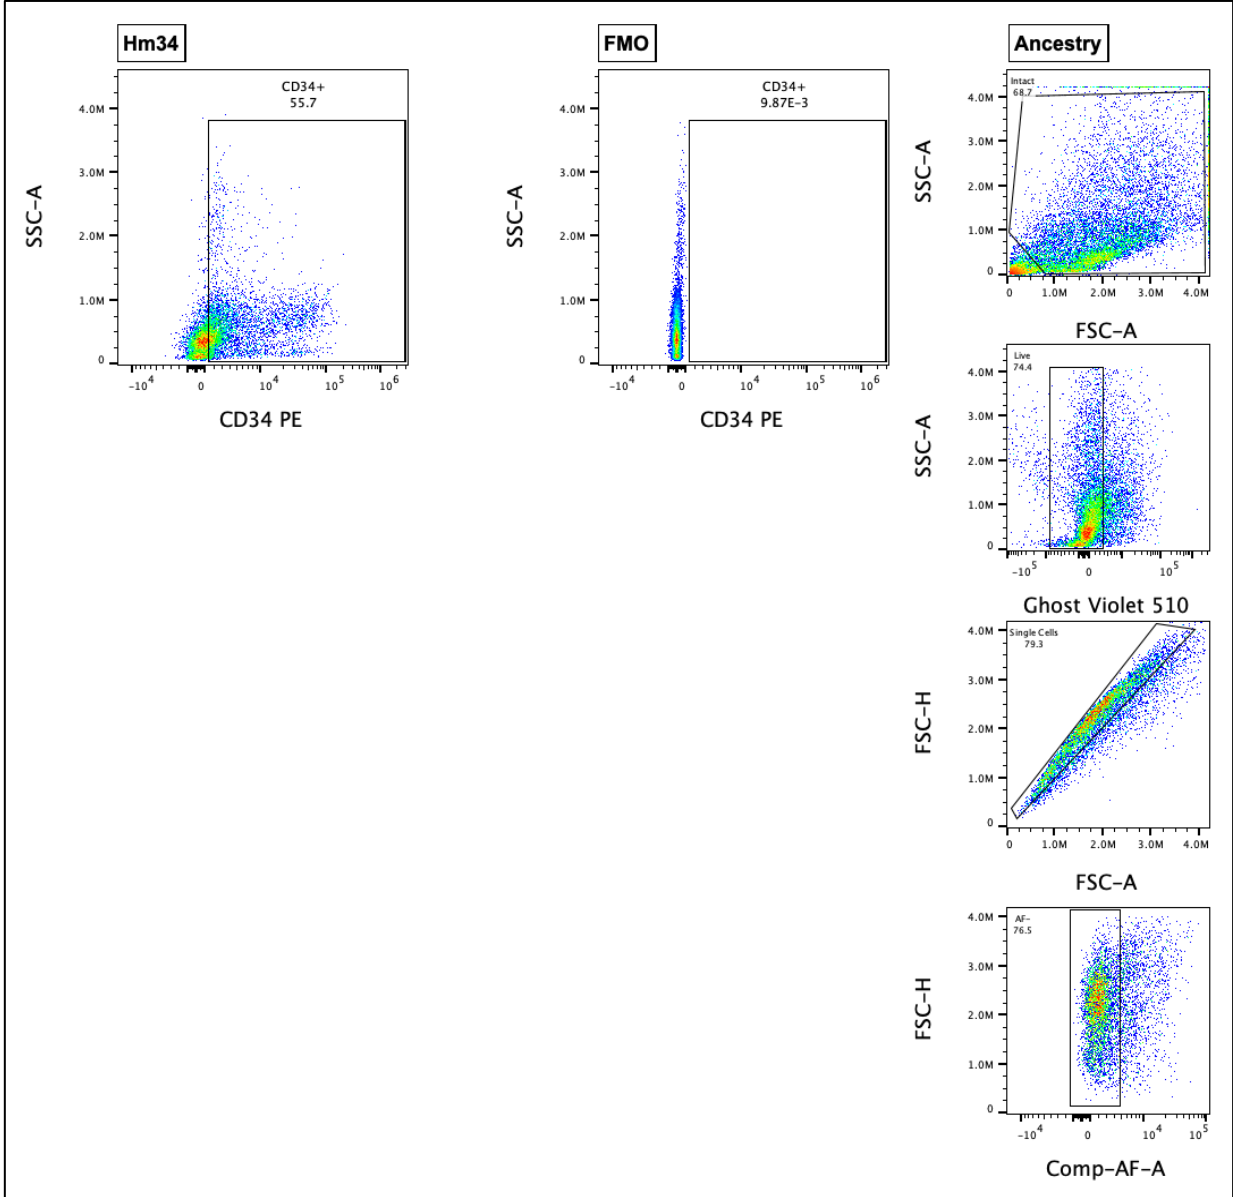 Hm34
CD34+
55.7
4.0M
3.0M
2.0M
1.0M
0
SSC-A
-10^4
0
10^4
10^5
10^6
CD34 PE
FMO
CD34+
9.87E-3
4.0M
3.0M
2.0M
1.0M
0
SSC-A
-10^4
0
10^4
10^5
10^6
CD34 PE
Ancestry
Intact
68.7
4.0M
3.0M
2.0M
1.0M
0
SSC-A
0
1.0M
2.0M
3.0M
4.0M
FSC-A
Live
74.4
4.0M
3.0M
2.0M
1.0M
0
SSC-A
-10^5
0
10^5
Ghost Violet 510
Single Cells
79.3
4.0M
3.0M
2.0M
1.0M
0
FSC-H
0
1.0M
2.0M
3.0M
4.0M
FSC-A
AF-
76.5
4.0M
3.0M
2.0M
1.0M
0
FSC-H
-10^4
0
10^4
10^5
Comp-AF-A